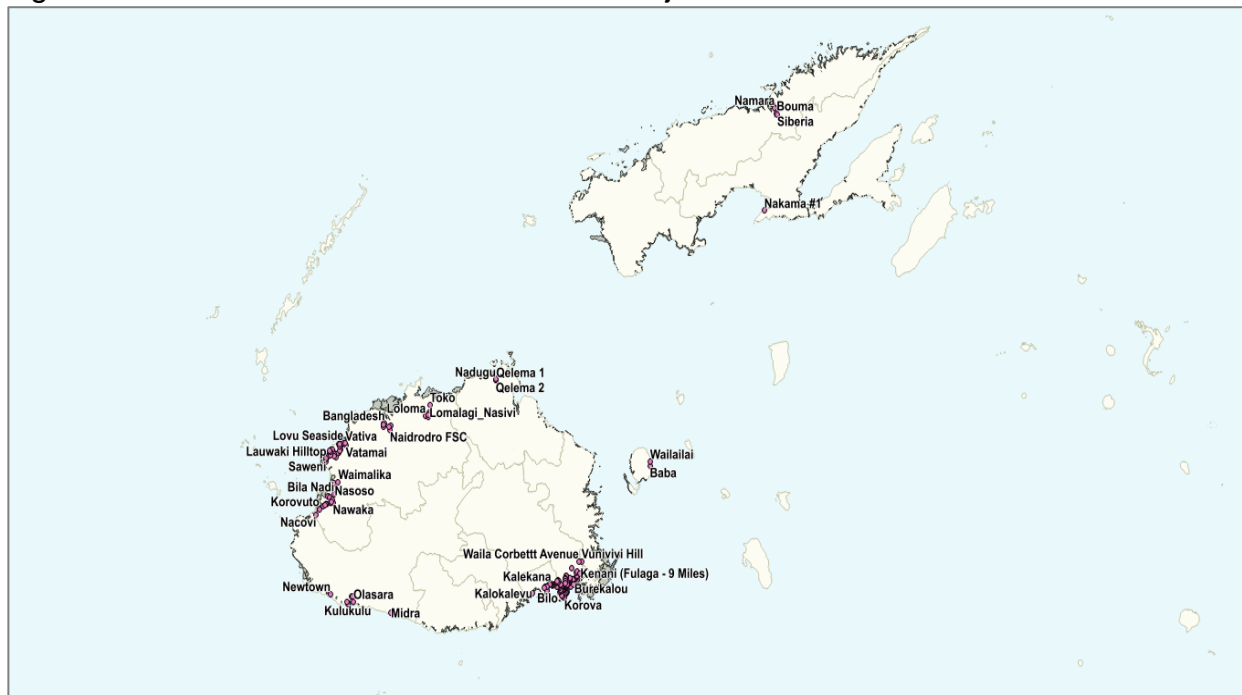 Namara
Bouma
Siberia
Nakama #1
Nadugu
Qelema 1
Qelema 2
Toko
Loloma
Lomalagi_Nasivi
Bangladesh
Naidrodro FSC
Lovu Seaside
Vativa
Lauwaki Hilltop
Vatamai
Saweni
Wailailai
Baba
Waimalika
Bila Nadi
Nasoso
Korovuto
Nawaka
Nacovi
Waila Corbettt Avenue
Vunivivi Hill
Kalekana
Kenani (Fulaga - 9 Miles)
Kalokalevu
Burekalou
Bilo
Korova
Newtown
Olasara
Kulukulu
Midra